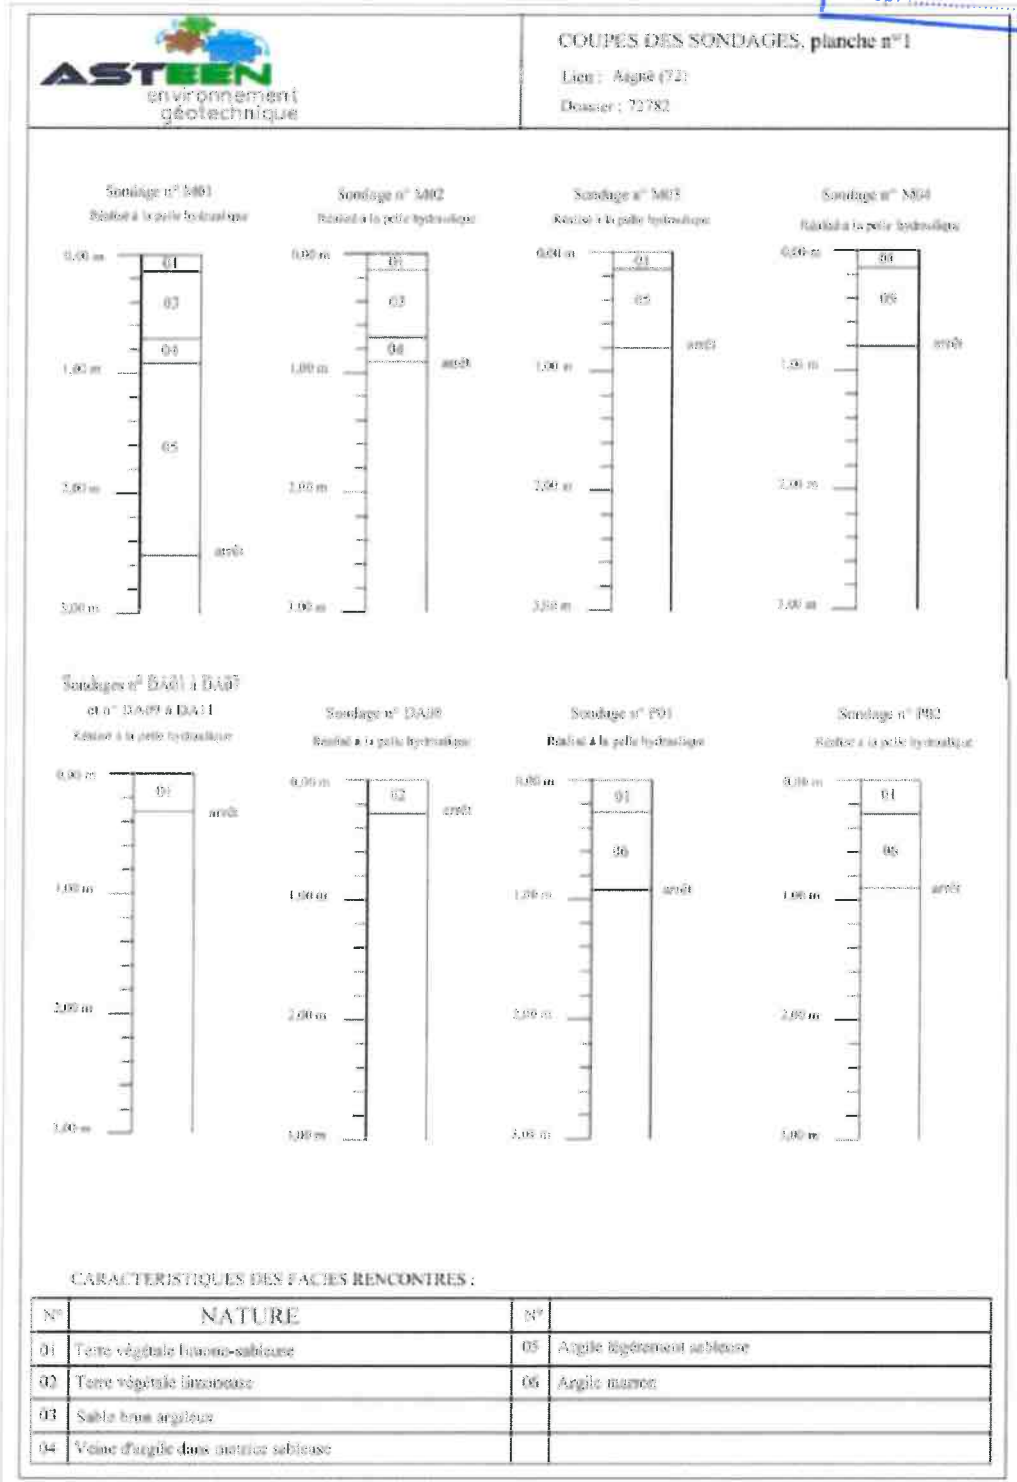 COUPES DES SONDAGES, planche n°1
ASTEEN
environnement
géotechnique
Lieu : Aigné (72)
Dossier : 72782
Sondage n° M01
Réalisé à la pelle hydraulique
0,00 m
01
03
04
1,00 m
05
2,00 m
arrêt
3,00 m
Sondage n° M02
Réalisé à la pelle hydraulique
0,00 m
01
03
04
arrêt
1,00 m
2,00 m
3,00 m
Sondage n° M03
Réalisé à la pelle hydraulique
0,00 m
01
05
arrêt
1,00 m
2,00 m
3,00 m
Sondage n° M04
Réalisé à la pelle hydraulique
0,00 m
01
05
arrêt
1,00 m
2,00 m
3,00 m
Sondages n° DA01 à DA07
et n° DA09 à DA11
Réalisé à la pelle hydraulique
0,00 m
01
arrêt
1,00 m
2,00 m
3,00 m
Sondage n° DA08
Réalisé à la pelle hydraulique
0,00 m
02
arrêt
1,00 m
2,00 m
3,00 m
Sondage n° P01
Réalisé à la pelle hydraulique
0,00 m
01
06
arrêt
1,00 m
2,00 m
3,00 m
Sondage n° P02
Réalisé à la pelle hydraulique
0,00 m
01
06
arrêt
1,00 m
2,00 m
3,00 m
CARACTERISTIQUES DES FACIES RENCONTRES :
N° NATURE N°
01 Terre végétale limono-sableuse 05 Argile légèrement sableuse
02 Terre végétale limoneuse 06 Argile marron
03 Sable brun argileux
04 Veine d'argile dans matrice sableuse